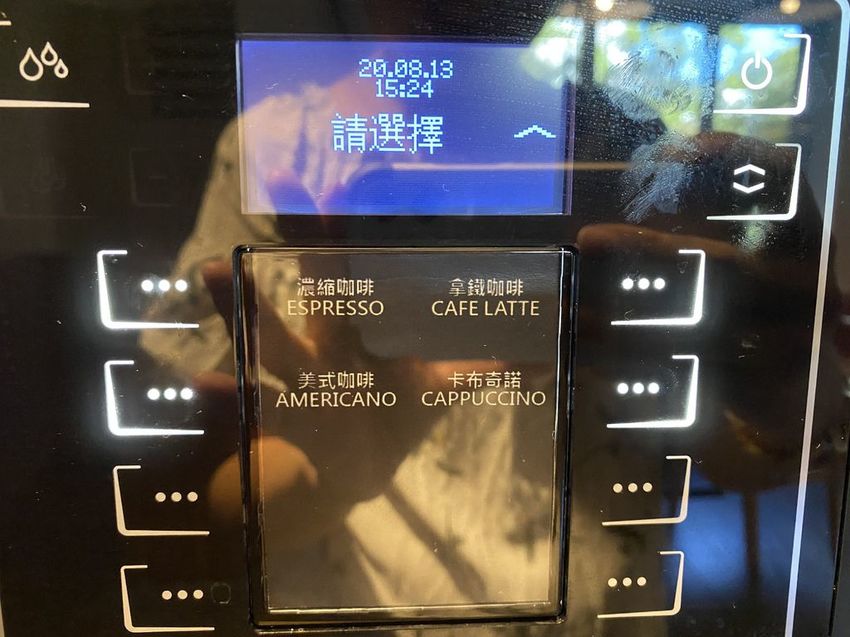 20.08.13
15:24
請選擇
濃縮咖啡
ESPRESSO
拿鐵咖啡
CAFE LATTE
美式咖啡
AMERICANO
卡布奇諾
CAPPUCCINO